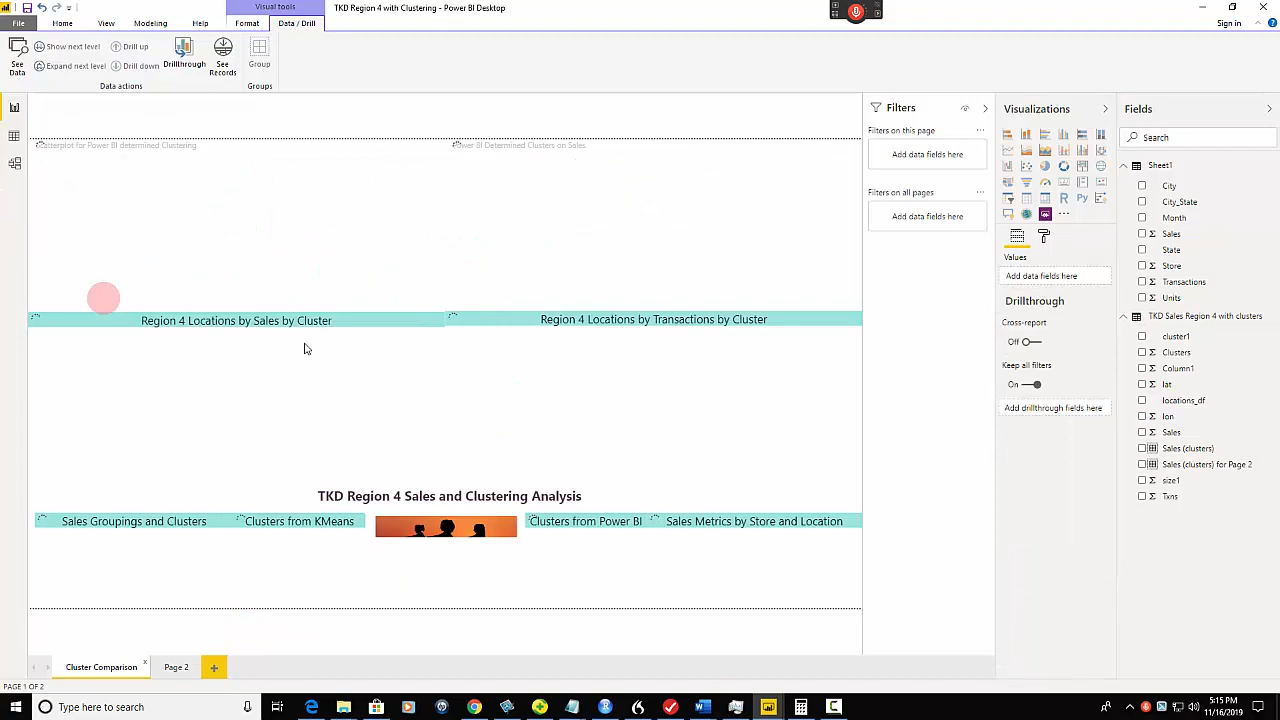 Visual tools
TKD Region 4 with Clustering - Power BI Desktop
File
Home
View
Modeling
Help
Format
Data / Drill
Sign in
See Data
Show next level
Expand next level
Drill up
Drill down
Drillthrough
See Records
Group
Data actions
Groups
catterplot for Power BI determined Clustering
ower BI Determined Clusters on Sales
Region 4 Locations by Sales by Cluster
Region 4 Locations by Transactions by Cluster
TKD Region 4 Sales and Clustering Analysis
Sales Groupings and Clusters
Clusters from KMeans
Clusters from Power BI
Sales Metrics by Store and Location
Filters
Filters on this page
Add data fields here
Filters on all pages
Add data fields here
Visualizations
R
Py
Values
Add data fields here
Drillthrough
Cross-report
Off
Keep all filters
On
Add drillthrough fields here
Fields
Search
Sheet1
City
City_State
Month
Sales
State
Store
Transactions
Units
TKD Sales Region 4 with clusters
cluster1
Clusters
Column1
lat
locations_df
lon
Sales
Sales (clusters)
Sales (clusters) for Page 2
size1
Txns
Cluster Comparison
Page 2
PAGE 1 OF 2
Type here to search
5:15 PM
11/16/2019